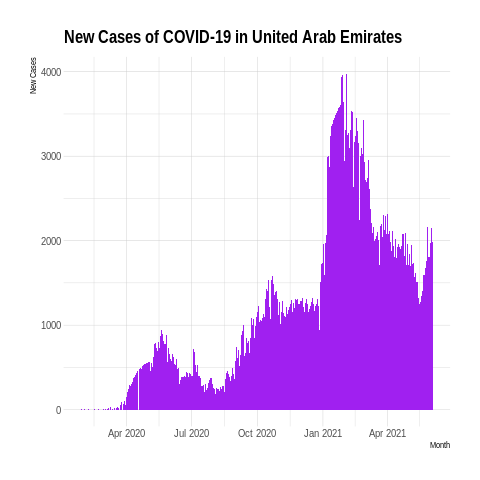 New Cases of COVID-19 in United Arab Emirates
New Cases
4000
3000
2000
1000
0
Apr 2020 Jul 2020 Oct 2020 Jan 2021 Apr 2021
Month